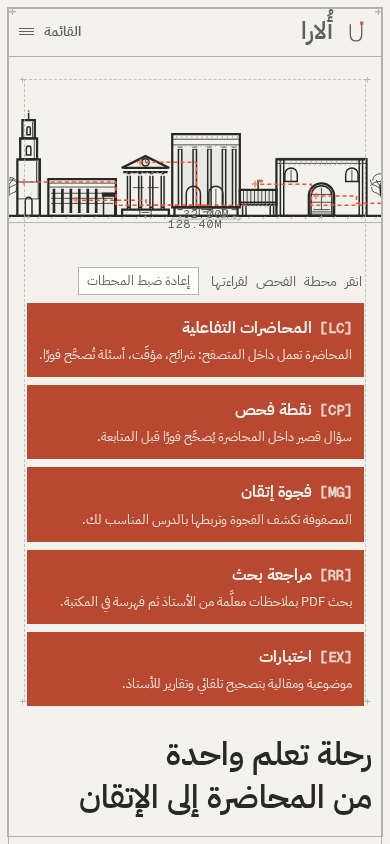 ألارا
القائمة
128.40M
انقر محطة الفحص لقراءتها
إعادة ضبط المحطات
[LC] المحاضرات التفاعلية
المحاضرة تعمل داخل المتصفح: شرائح، مؤقّت، أسئلة تُصحَّح فورًا.
[CP] نقطة فحص
سؤال قصير داخل المحاضرة يُصحَّح فورًا قبل المتابعة.
[MG] فجوة إتقان
المصفوفة تكشف الفجوة وتربطها بالدرس المناسب لك.
[RR] مراجعة بحث
بحث PDF بملاحظات معلَّمة من الأستاذ ثم فهرسة في المكتبة.
[EX] اختبارات
موضوعية ومقالية بتصحيح تلقائي وتقارير للأستاذ.
رحلة تعلم واحدة
من المحاضرة إلى الإتقان